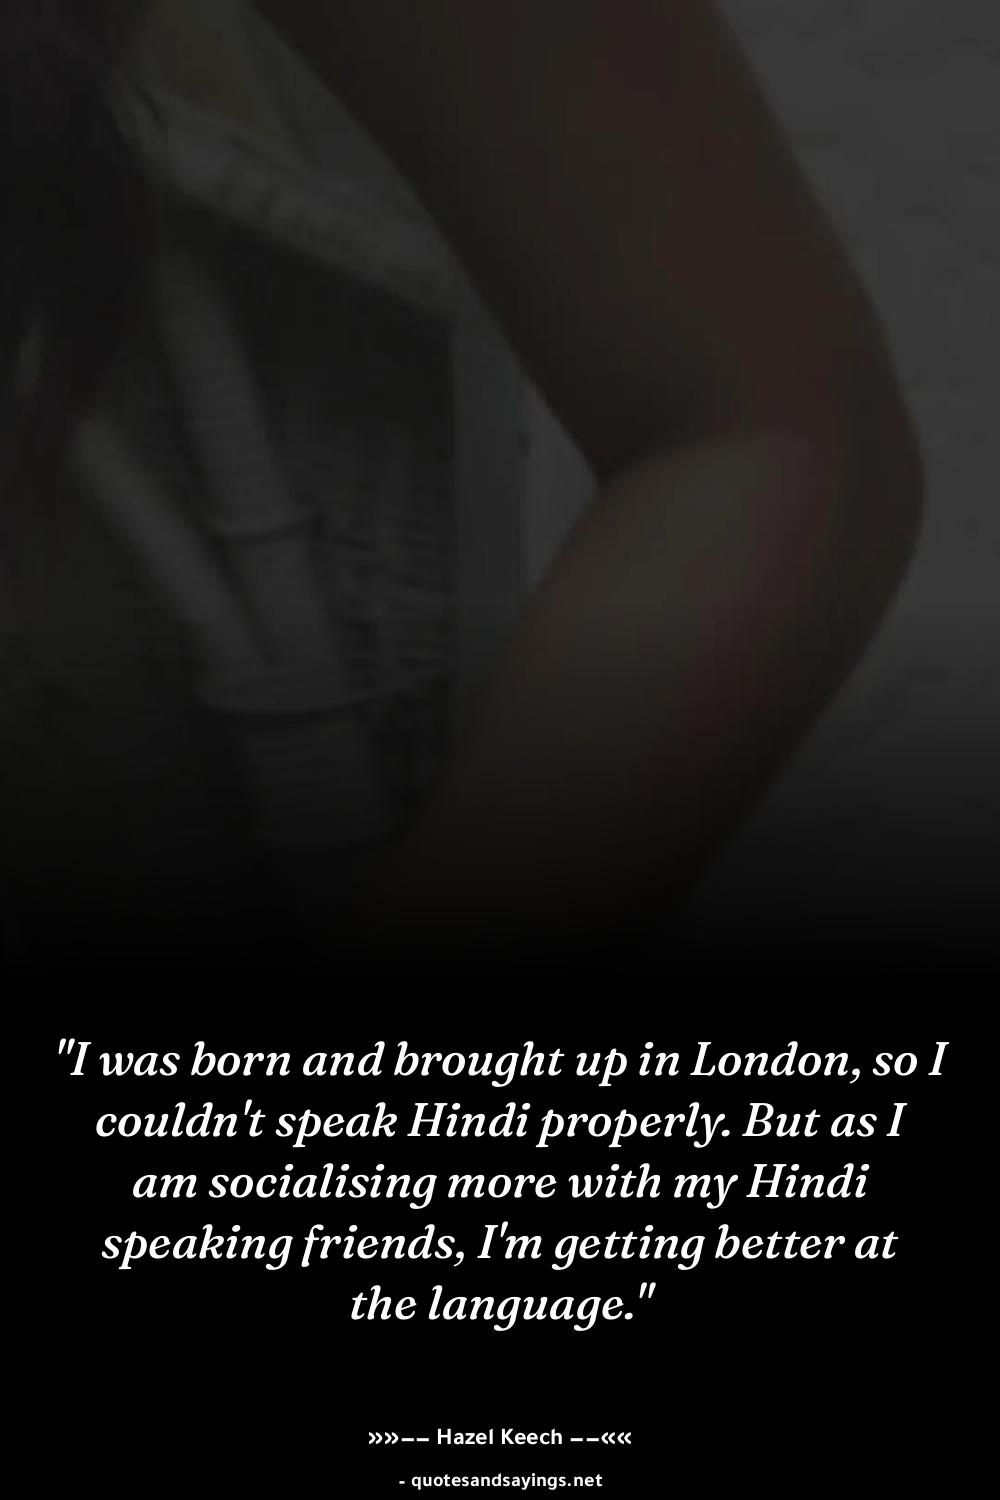 "I was born and brought up in London, so I
couldn't speak Hindi properly. But as I
am socialising more with my Hindi
speaking friends, I'm getting better at
the language."
»»−− Hazel Keech −−««
- quotesandsayings.net